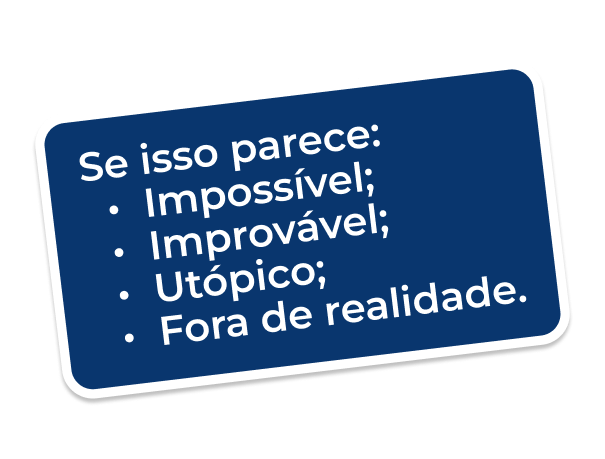 Se isso parece:
• Impossível;
• Improvável;
• Utópico;
• Fora de realidade.